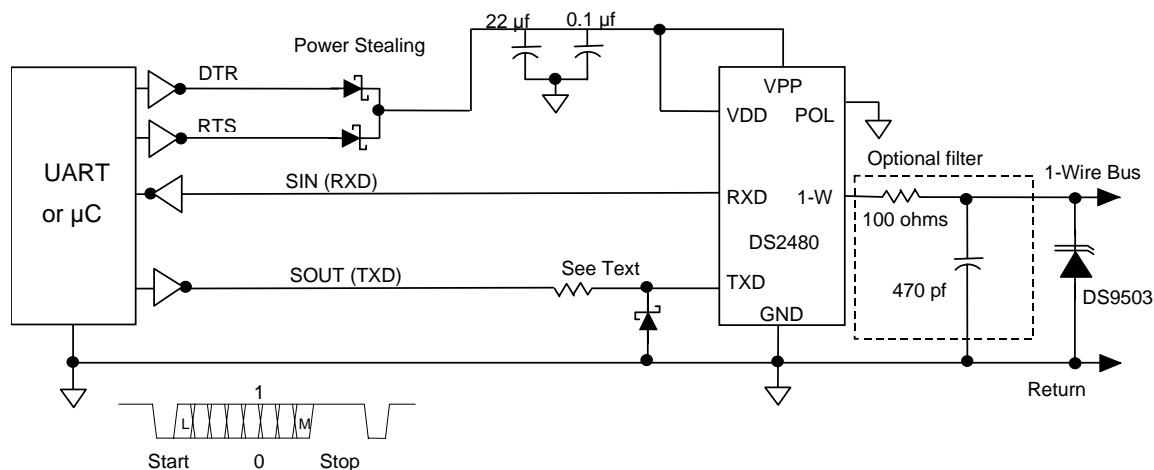 22 µf
0.1 µf
Power Stealing
DTR
RTS
VPP
VDD
POL
UART
or µC
SIN (RXD)
RXD
1-W
Optional filter
1-Wire Bus
100 ohms
DS2480
SOUT (TXD)
See Text
TXD
470 pf
DS9503
GND
Return
1
L
M
Start
0
Stop